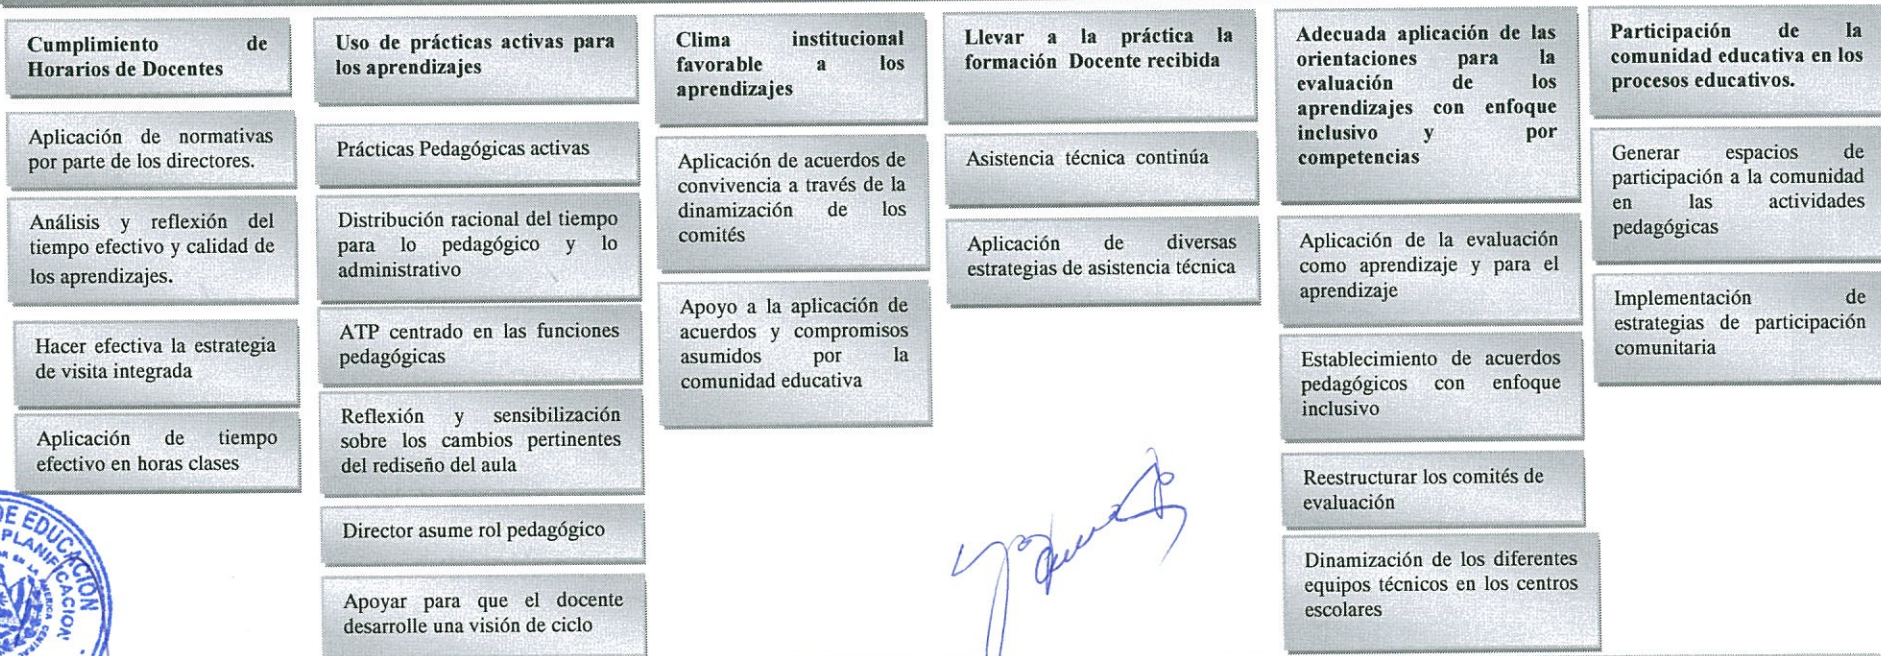 Cumplimiento de
Horarios de Docentes
Aplicación de normativas
por parte de los directores.
Análisis y reflexión del
tiempo efectivo y calidad de
los aprendizajes.
Hacer efectiva la estrategia
de visita integrada
Aplicación de tiempo
efectivo en horas clases
Uso de prácticas activas para
los aprendizajes
Prácticas Pedagógicas activas
Distribución racional del tiempo
para lo pedagógico y lo
administrativo
ATP centrado en las funciones
pedagógicas
Reflexión y sensibilización
sobre los cambios pertinentes
del rediseño del aula
Director asume rol pedagógico
Apoyar para que el docente
desarrolle una visión de ciclo
Clima institucional
favorable a los
aprendizajes
Aplicación de acuerdos de
convivencia a través de la
dinamización de los
comités
Apoyo a la aplicación de
acuerdos y compromisos
asumidos por la
comunidad educativa
Llevar a la práctica la
formación Docente recibida
Asistencia técnica continúa
Aplicación de diversas
estrategias de asistencia técnica
Adecuada aplicación de las
orientaciones para la
evaluación de los
aprendizajes con enfoque
inclusivo y por
competencias
Aplicación de la evaluación
como aprendizaje y para el
aprendizaje
Establecimiento de acuerdos
pedagógicos con enfoque
inclusivo
Reestructurar los comités de
evaluación
Dinamización de los diferentes
equipos técnicos en los centros
escolares
Participación de la
comunidad educativa en los
procesos educativos.
Generar espacios de
participación a la comunidad
en las actividades
pedagógicas
Implementación de
estrategias de participación
comunitaria
DE EDUCACIÓN
PLANIFICACION
AMERICA CENTRAL